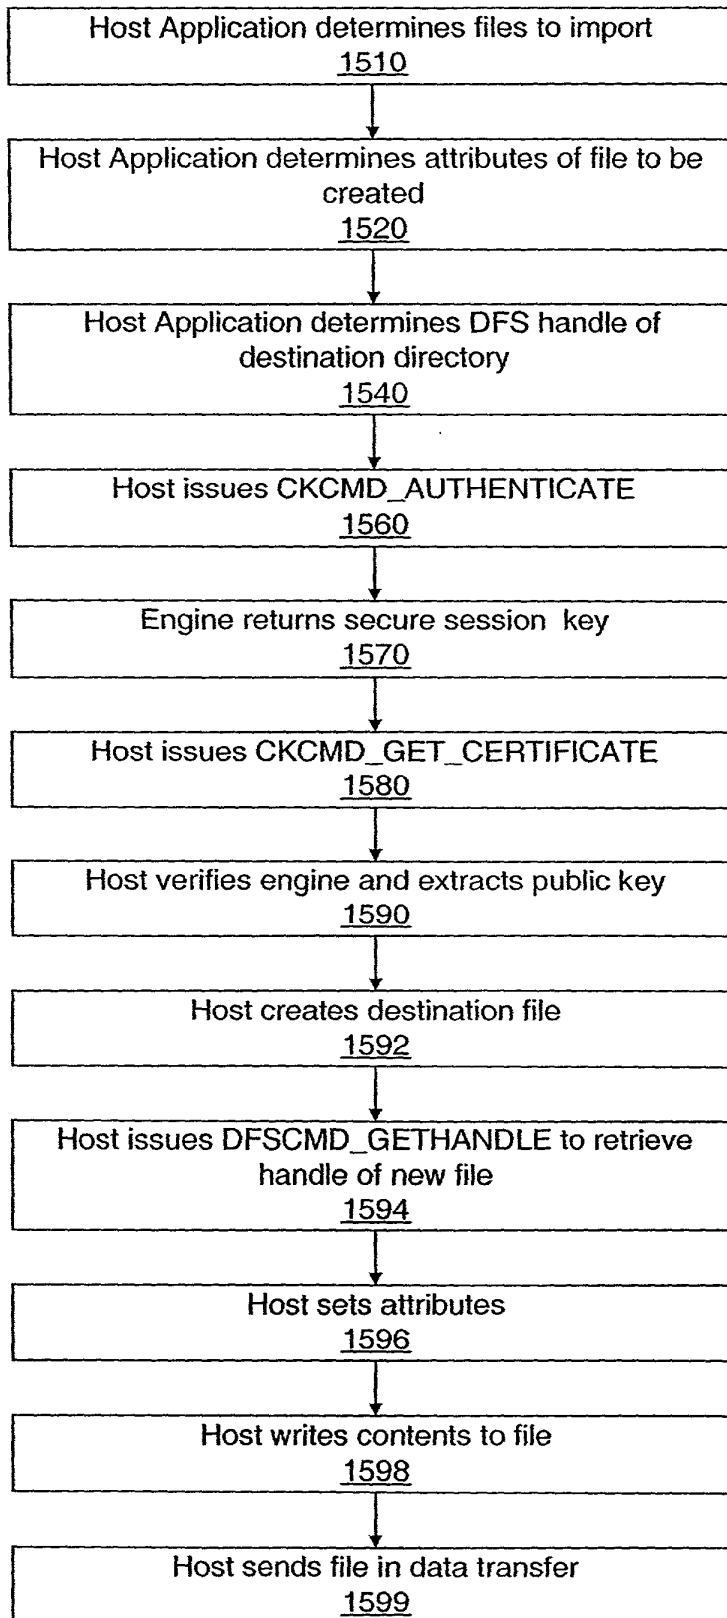 Host Application determines files to import
1510
Host Application determines attributes of file to be
created
1520
Host Application determines DFS handle of
destination directory
1540
Host issues CKCMD_AUTHENTICATE
1560
Engine returns secure session key
1570
Host issues CKCMD_GET_CERTIFICATE
1580
Host verifies engine and extracts public key
1590
Host creates destination file
1592
Host issues DFSCMD_GETHANDLE to retrieve
handle of new file
1594
Host sets attributes
1596
Host writes contents to file
1598
Host sends file in data transfer
1599